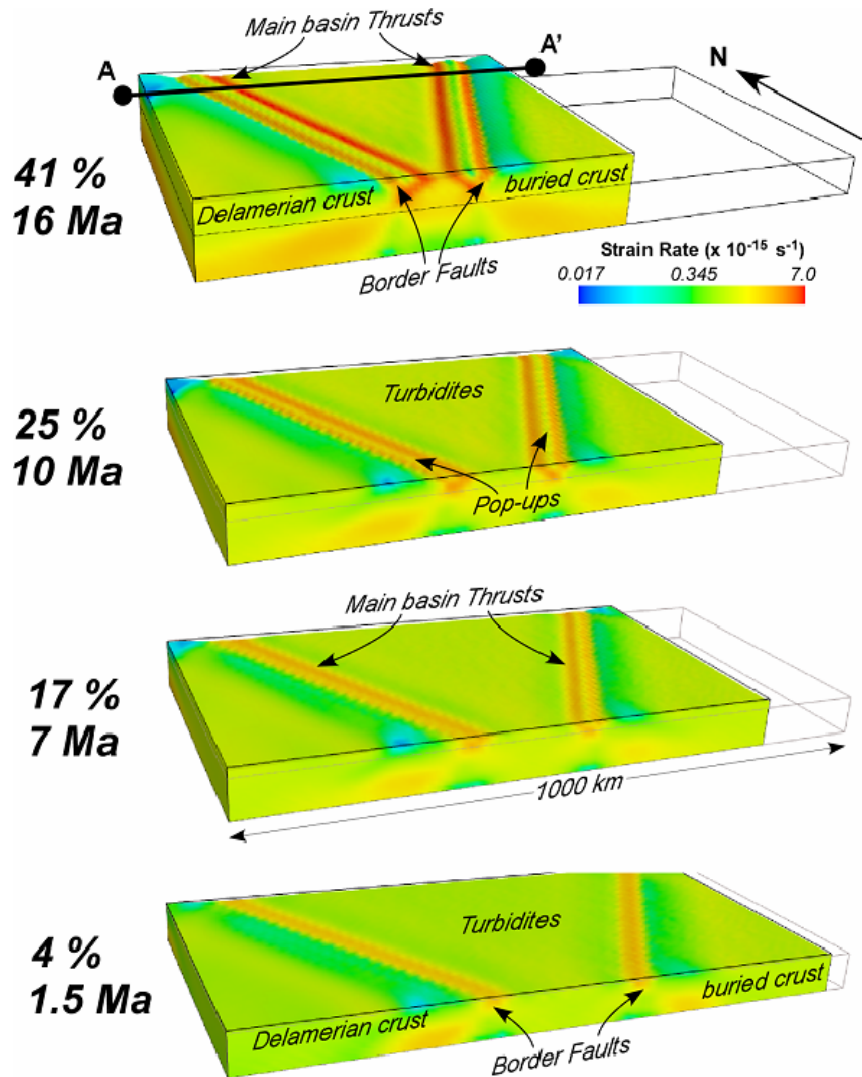 Main basin Thrusts
A
A'
N
41 %
16 Ma
Delamerian crust
buried crust
Border Faults
Strain Rate (x 10⁻¹⁵ s⁻¹)
0.017 0.345 7.0
25 %
10 Ma
Turbidites
Pop-ups
Main basin Thrusts
17 %
7 Ma
1000 km
Turbidites
4 %
1.5 Ma
Delamerian crust
buried crust
Border Faults